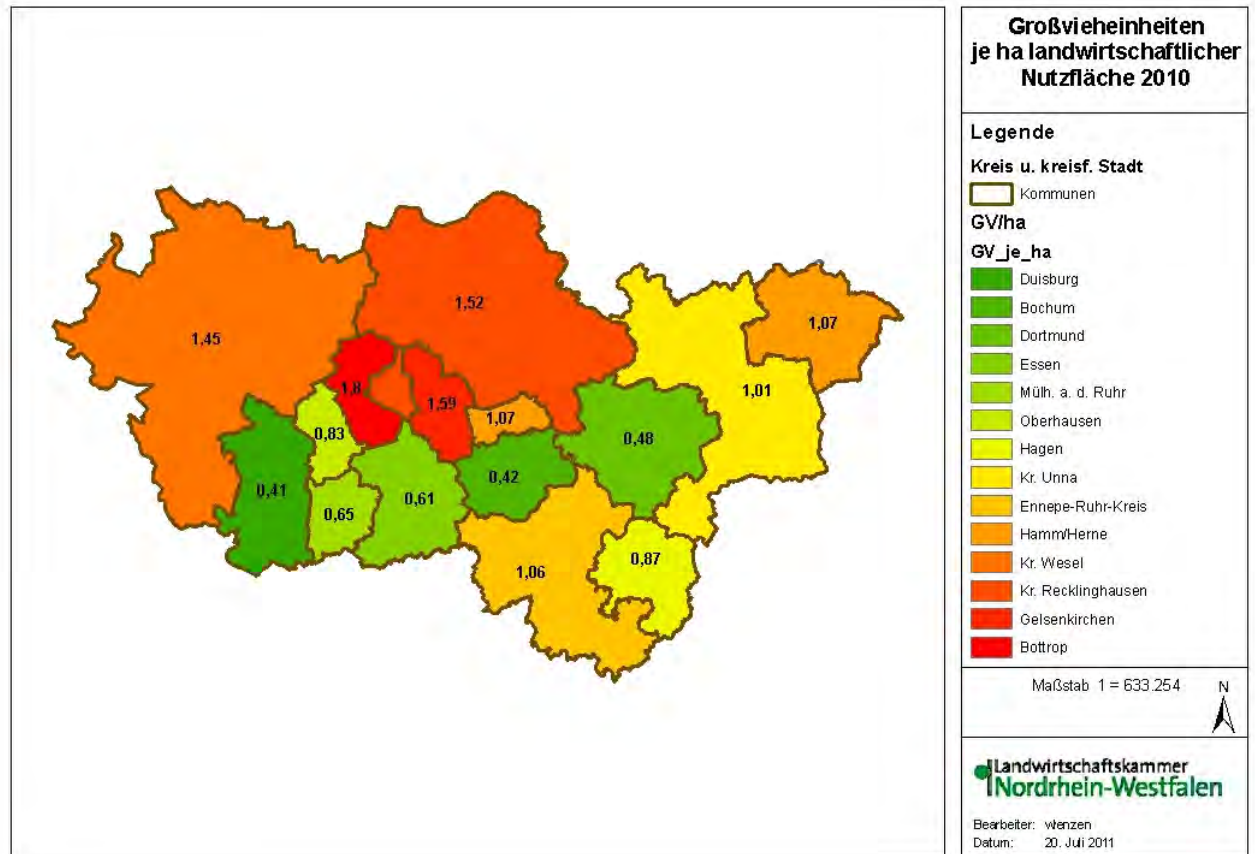 Großvieheinheiten
je ha landwirtschaftlicher
Nutzfläche 2010
Legende
Kreis u. kreisf. Stadt
Kommunen
GV/ha
GV_je_ha
Duisburg
Bochum
Dortmund
Essen
Mülh. a. d. Ruhr
Oberhausen
Hagen
Kr. Unna
Ennepe-Ruhr-Kreis
Hamm/Herne
Kr. Wesel
Kr. Recklinghausen
Gelsenkirchen
Bottrop
Maßstab 1 = 633.254
N
Landwirtschaftskammer
Nordrhein-Westfalen
Bearbeiter:
Datum: 20. Juli 2011
1,52
1,07
1,45
1,8
1,01
1,59
1,07
0,83
0,48
0,42
0,41
0,61
0,65
0,87
1,06